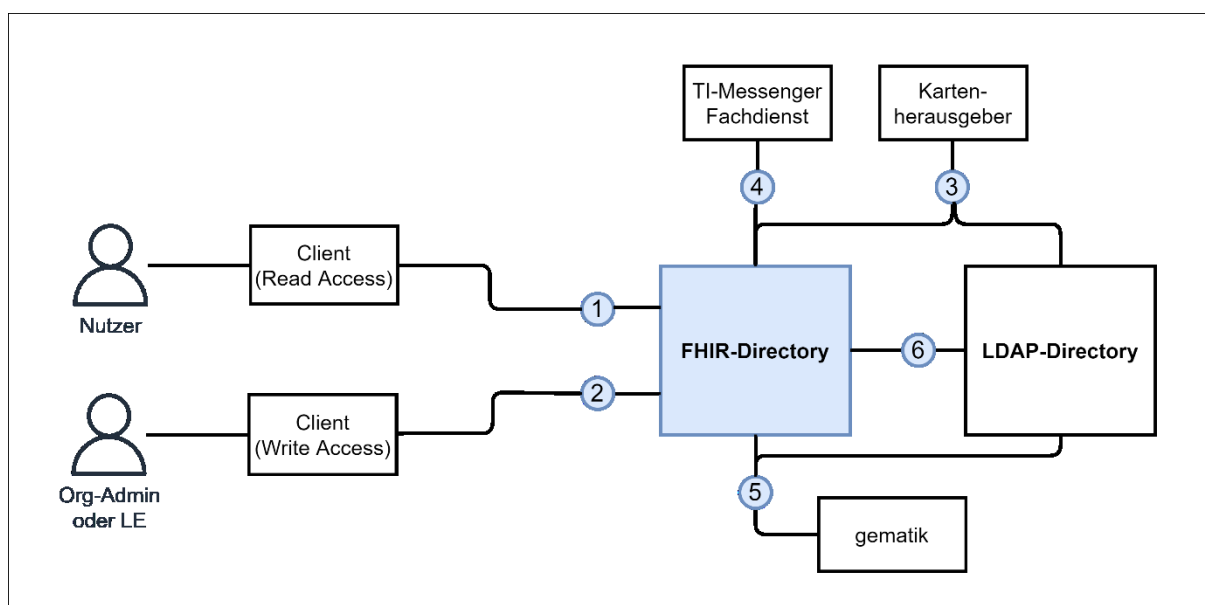 TI-Messenger
Fachdienst
Karten-
herausgeber
4
3
Client
(Read Access)
Nutzer
1
FHIR-Directory
6
LDAP-Directory
2
Client
(Write Access)
Org-Admin
oder LE
5
gematik